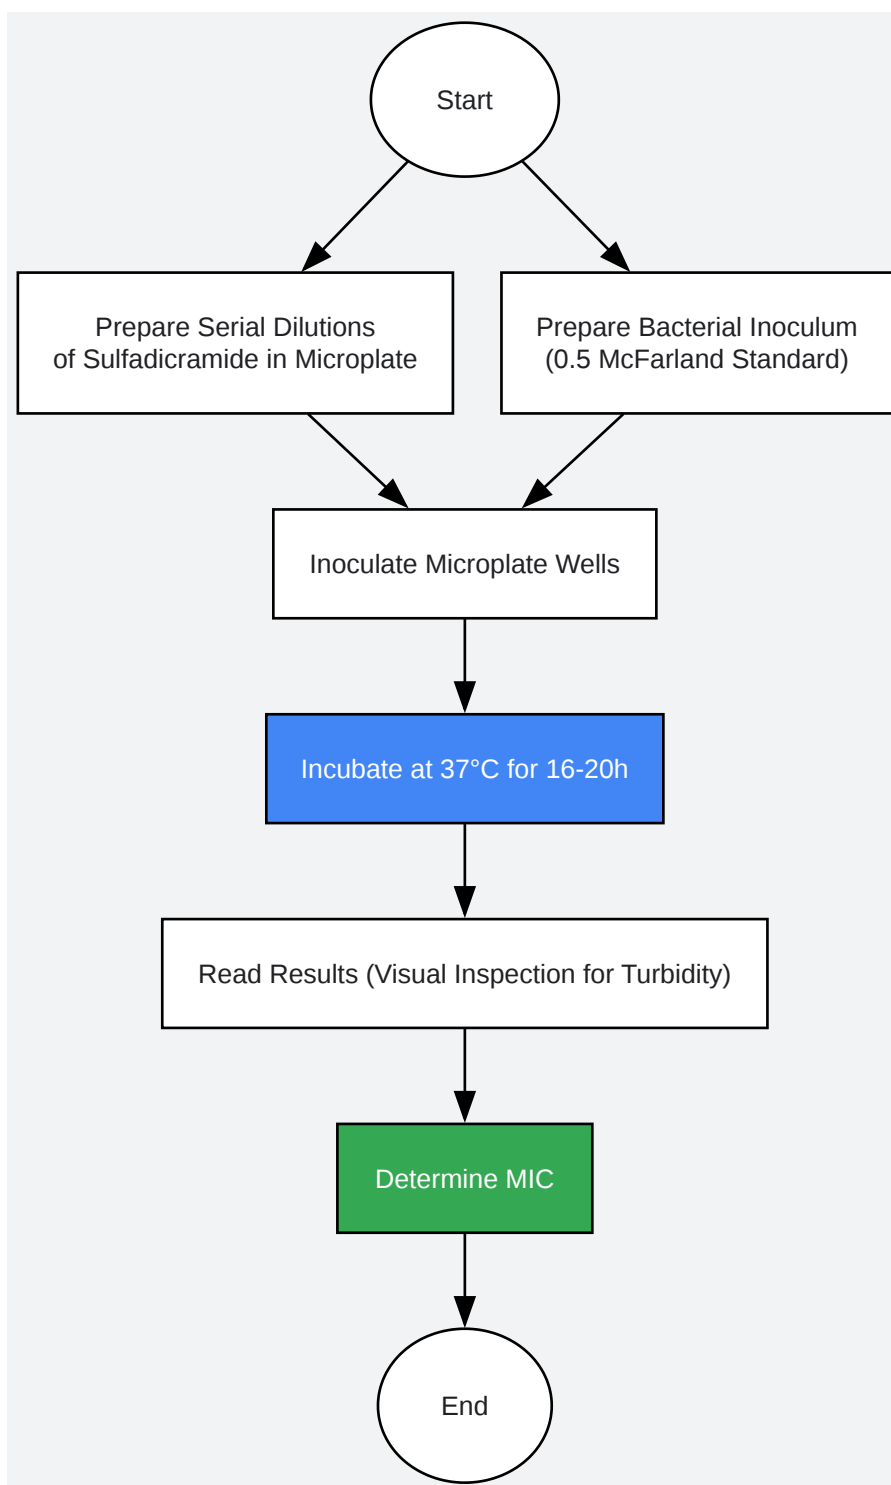 Start
Prepare Serial Dilutions
of Sulfadicramide in Microplate
Prepare Bacterial Inoculum
(0.5 McFarland Standard)
Inoculate Microplate Wells
Incubate at 37°C for 16-20h
Read Results (Visual Inspection for Turbidity)
Determine MIC
End